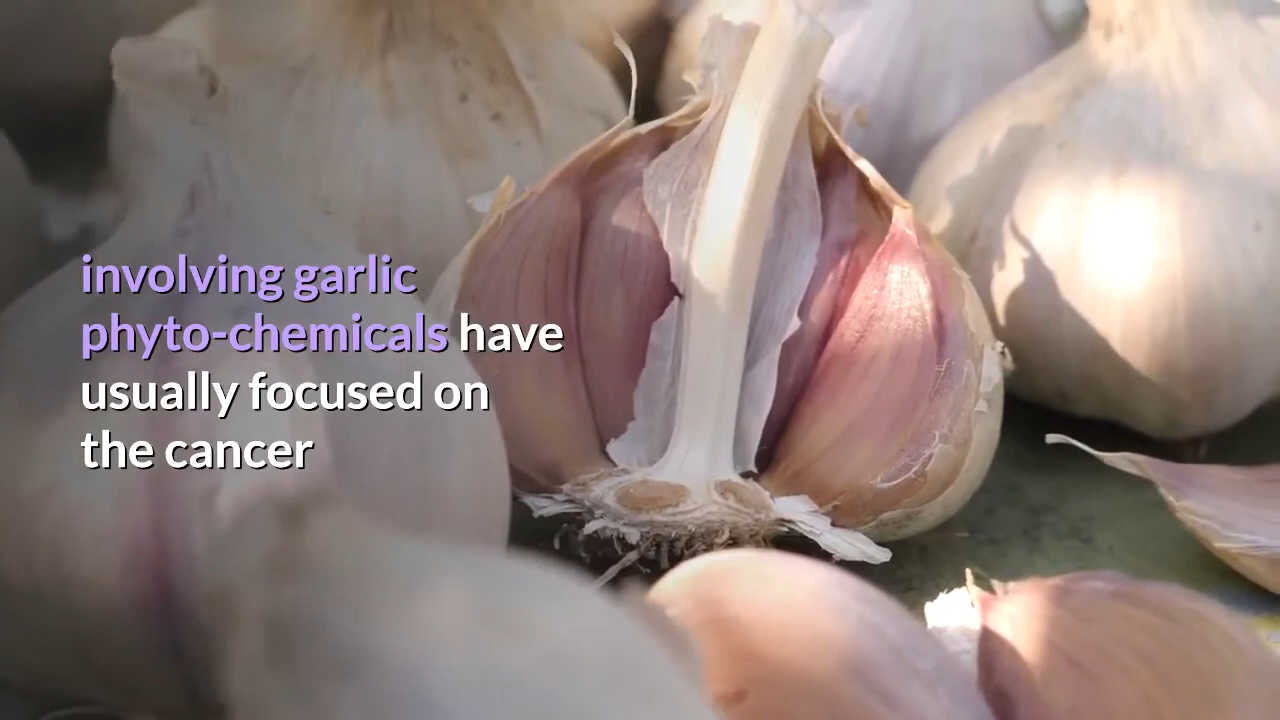 involving garlic
phyto-chemicals have
usually focused on
the cancer